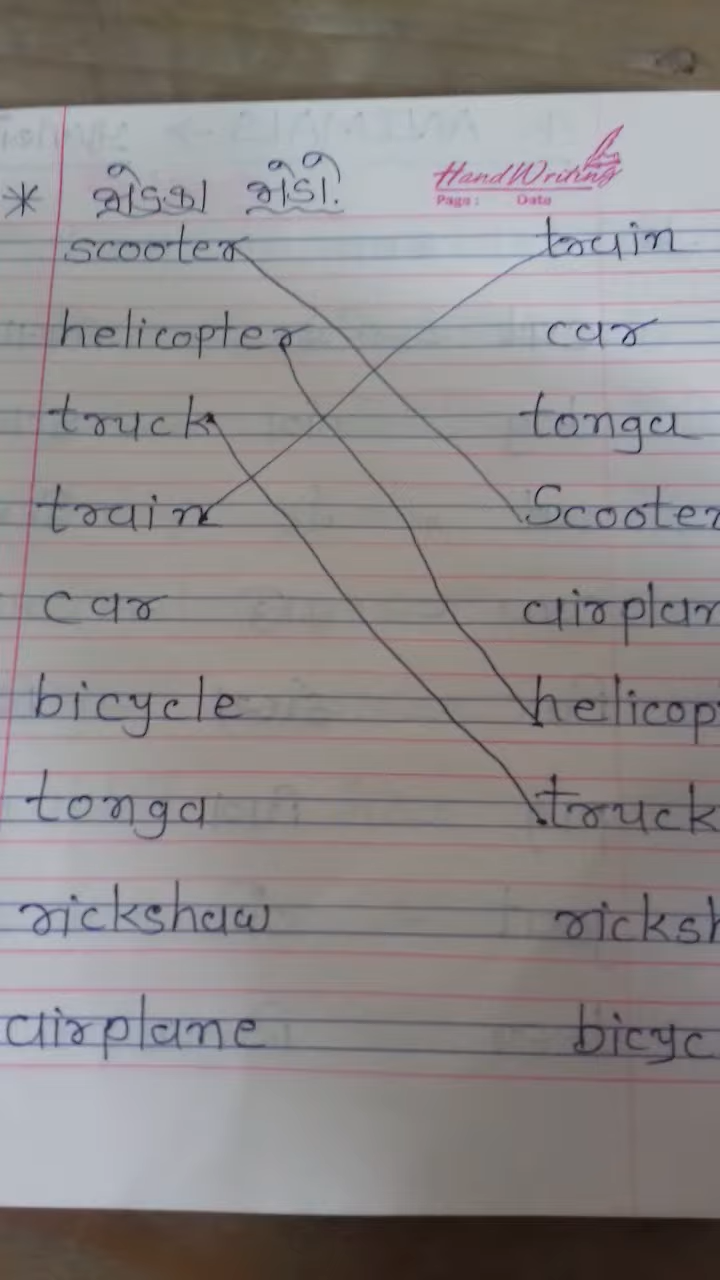 * જોડકા જોડો.
HandWriting
Page: Date
scooter train
helicopter car
truck tonga
train Scooter
car airplan
bicycle helicop
tonga truck
rickshaw ricksh
airplane bicyc